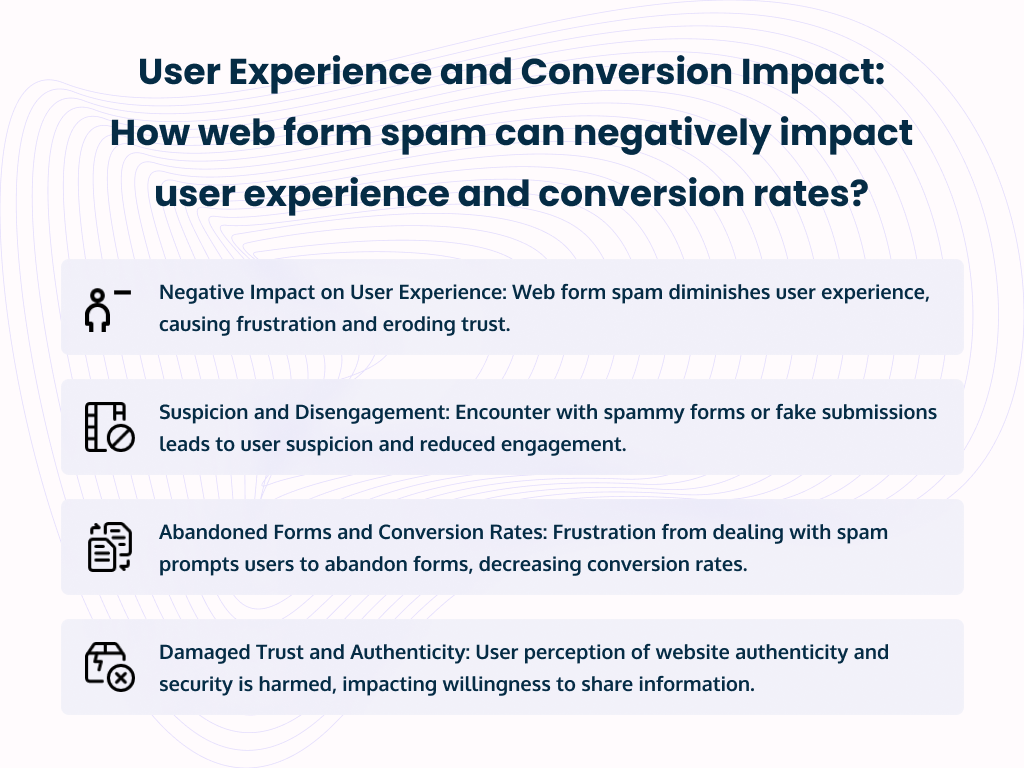 User Experience and Conversion Impact:
How web form spam can negatively impact
user experience and conversion rates?
Negative Impact on User Experience: Web form spam diminishes user experience,
causing frustration and eroding trust.
Suspicion and Disengagement: Encounter with spammy forms or fake submissions
leads to user suspicion and reduced engagement.
Abandoned Forms and Conversion Rates: Frustration from dealing with spam
prompts users to abandon forms, decreasing conversion rates.
Damaged Trust and Authenticity: User perception of website authenticity and
security is harmed, impacting willingness to share information.